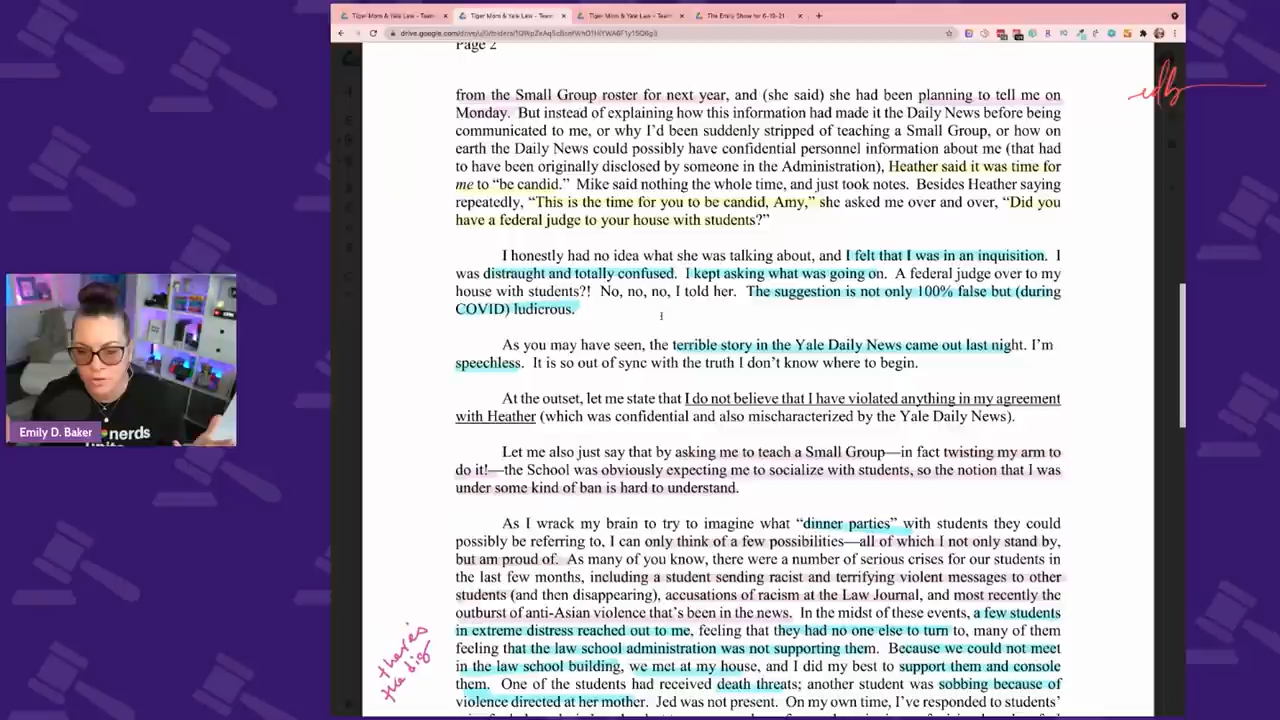 Tiger Mom & Yale Law - Team
Tiger Mom & Yale Law - Team
Tiger Mom & Yale Law - Team
The Emily Show for 6-19-21
Page 2
from the Small Group roster for next year, and (she said) she had been planning to tell me on
Monday. But instead of explaining how this information had made it the Daily News before being
communicated to me, or why I'd been suddenly stripped of teaching a Small Group, or how on
earth the Daily News could possibly have confidential personnel information about me (that had
to have been originally disclosed by someone in the Administration), Heather said it was time for
me to "be candid." Mike said nothing the whole time, and just took notes. Besides Heather saying
repeatedly, "This is the time for you to be candid, Amy," she asked me over and over, "Did you
have a federal judge to your house with students?"
I honestly had no idea what she was talking about, and I felt that I was in an inquisition. I
was distraught and totally confused. I kept asking what was going on. A federal judge over to my
house with students?! No, no, no, I told her. The suggestion is not only 100% false but (during
COVID) ludicrous.
As you may have seen, the terrible story in the Yale Daily News came out last night. I'm
speechless. It is so out of sync with the truth I don't know where to begin.
At the outset, let me state that I do not believe that I have violated anything in my agreement
with Heather (which was confidential and also mischaracterized by the Yale Daily News).
Let me also just say that by asking me to teach a Small Group—in fact twisting my arm to
do it!—the School was obviously expecting me to socialize with students, so the notion that I was
under some kind of ban is hard to understand.
As I wrack my brain to try to imagine what "dinner parties" with students they could
possibly be referring to, I can only think of a few possibilities—all of which I not only stand by,
but am proud of. As many of you know, there were a number of serious crises for our students in
the last few months, including a student sending racist and terrifying violent messages to other
students (and then disappearing), accusations of racism at the Law Journal, and most recently the
outburst of anti-Asian violence that's been in the news. In the midst of these events, a few students
in extreme distress reached out to me, feeling that they had no one else to turn to, many of them
feeling that the law school administration was not supporting them. Because we could not meet
in the law school building, we met at my house, and I did my best to support them and console
them. One of the students had received death threats; another student was sobbing because of
violence directed at her mother. Jed was not present. On my own time, I've responded to students'
there's
the dig
edb
nerds
Emily D. Baker